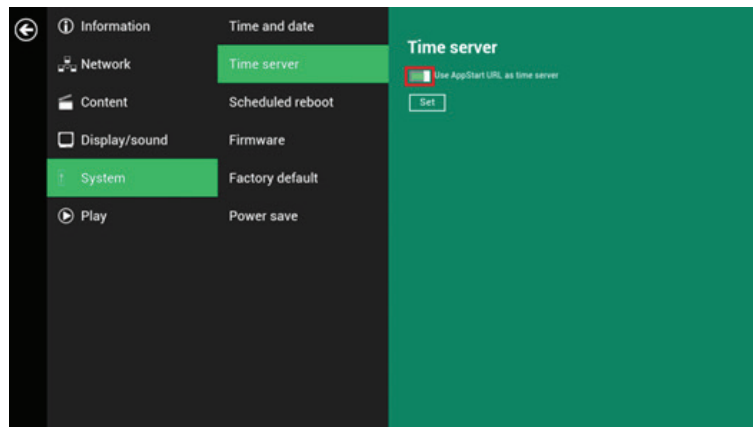 Information
Network
Content
Display/sound
System
Play
Time and date
Time server
Scheduled reboot
Firmware
Factory default
Power save
Time server
Use AppStart URL as time server
Set